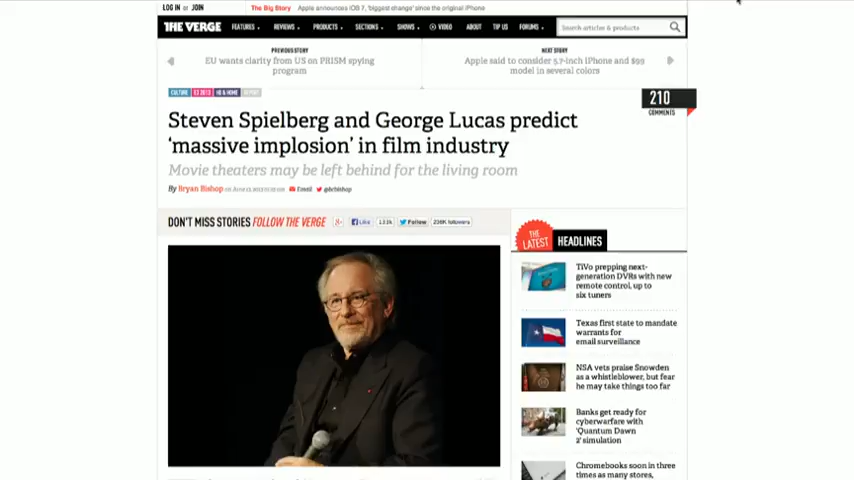 LOG IN or JOIN
The Big Story Apple announces iOS 7, 'biggest change' since the original iPhone
THE VERGE FEATURES REVIEWS PRODUCTS SECTIONS SHOWS VIDEO ABOUT TIP US FORUMS Search articles & products
PREVIOUS STORY
EU wants clarity from US on PRISM spying
program
NEXT STORY
Apple said to consider 5.7-inch iPhone and $99
model in several colors
CULTURE E3 2013 HD & HOME REPORT
210
COMMENTS
Steven Spielberg and George Lucas predict
'massive implosion' in film industry
Movie theaters may be left behind for the living room
By Bryan Bishop Email @bcbishop
DON'T MISS STORIES FOLLOW THE VERGE Like Follow followers
THE
LATEST
HEADLINES
TiVo prepping next-
generation DVRs with new
remote control, up to
six tuners
Texas first state to mandate
warrants for
email surveillance
NSA vets praise Snowden
as a whistleblower, but fear
he may take things too far
Banks get ready for
cyberwarfare with
'Quantum Dawn
2' simulation
Chromebooks soon in three
times as many stores,